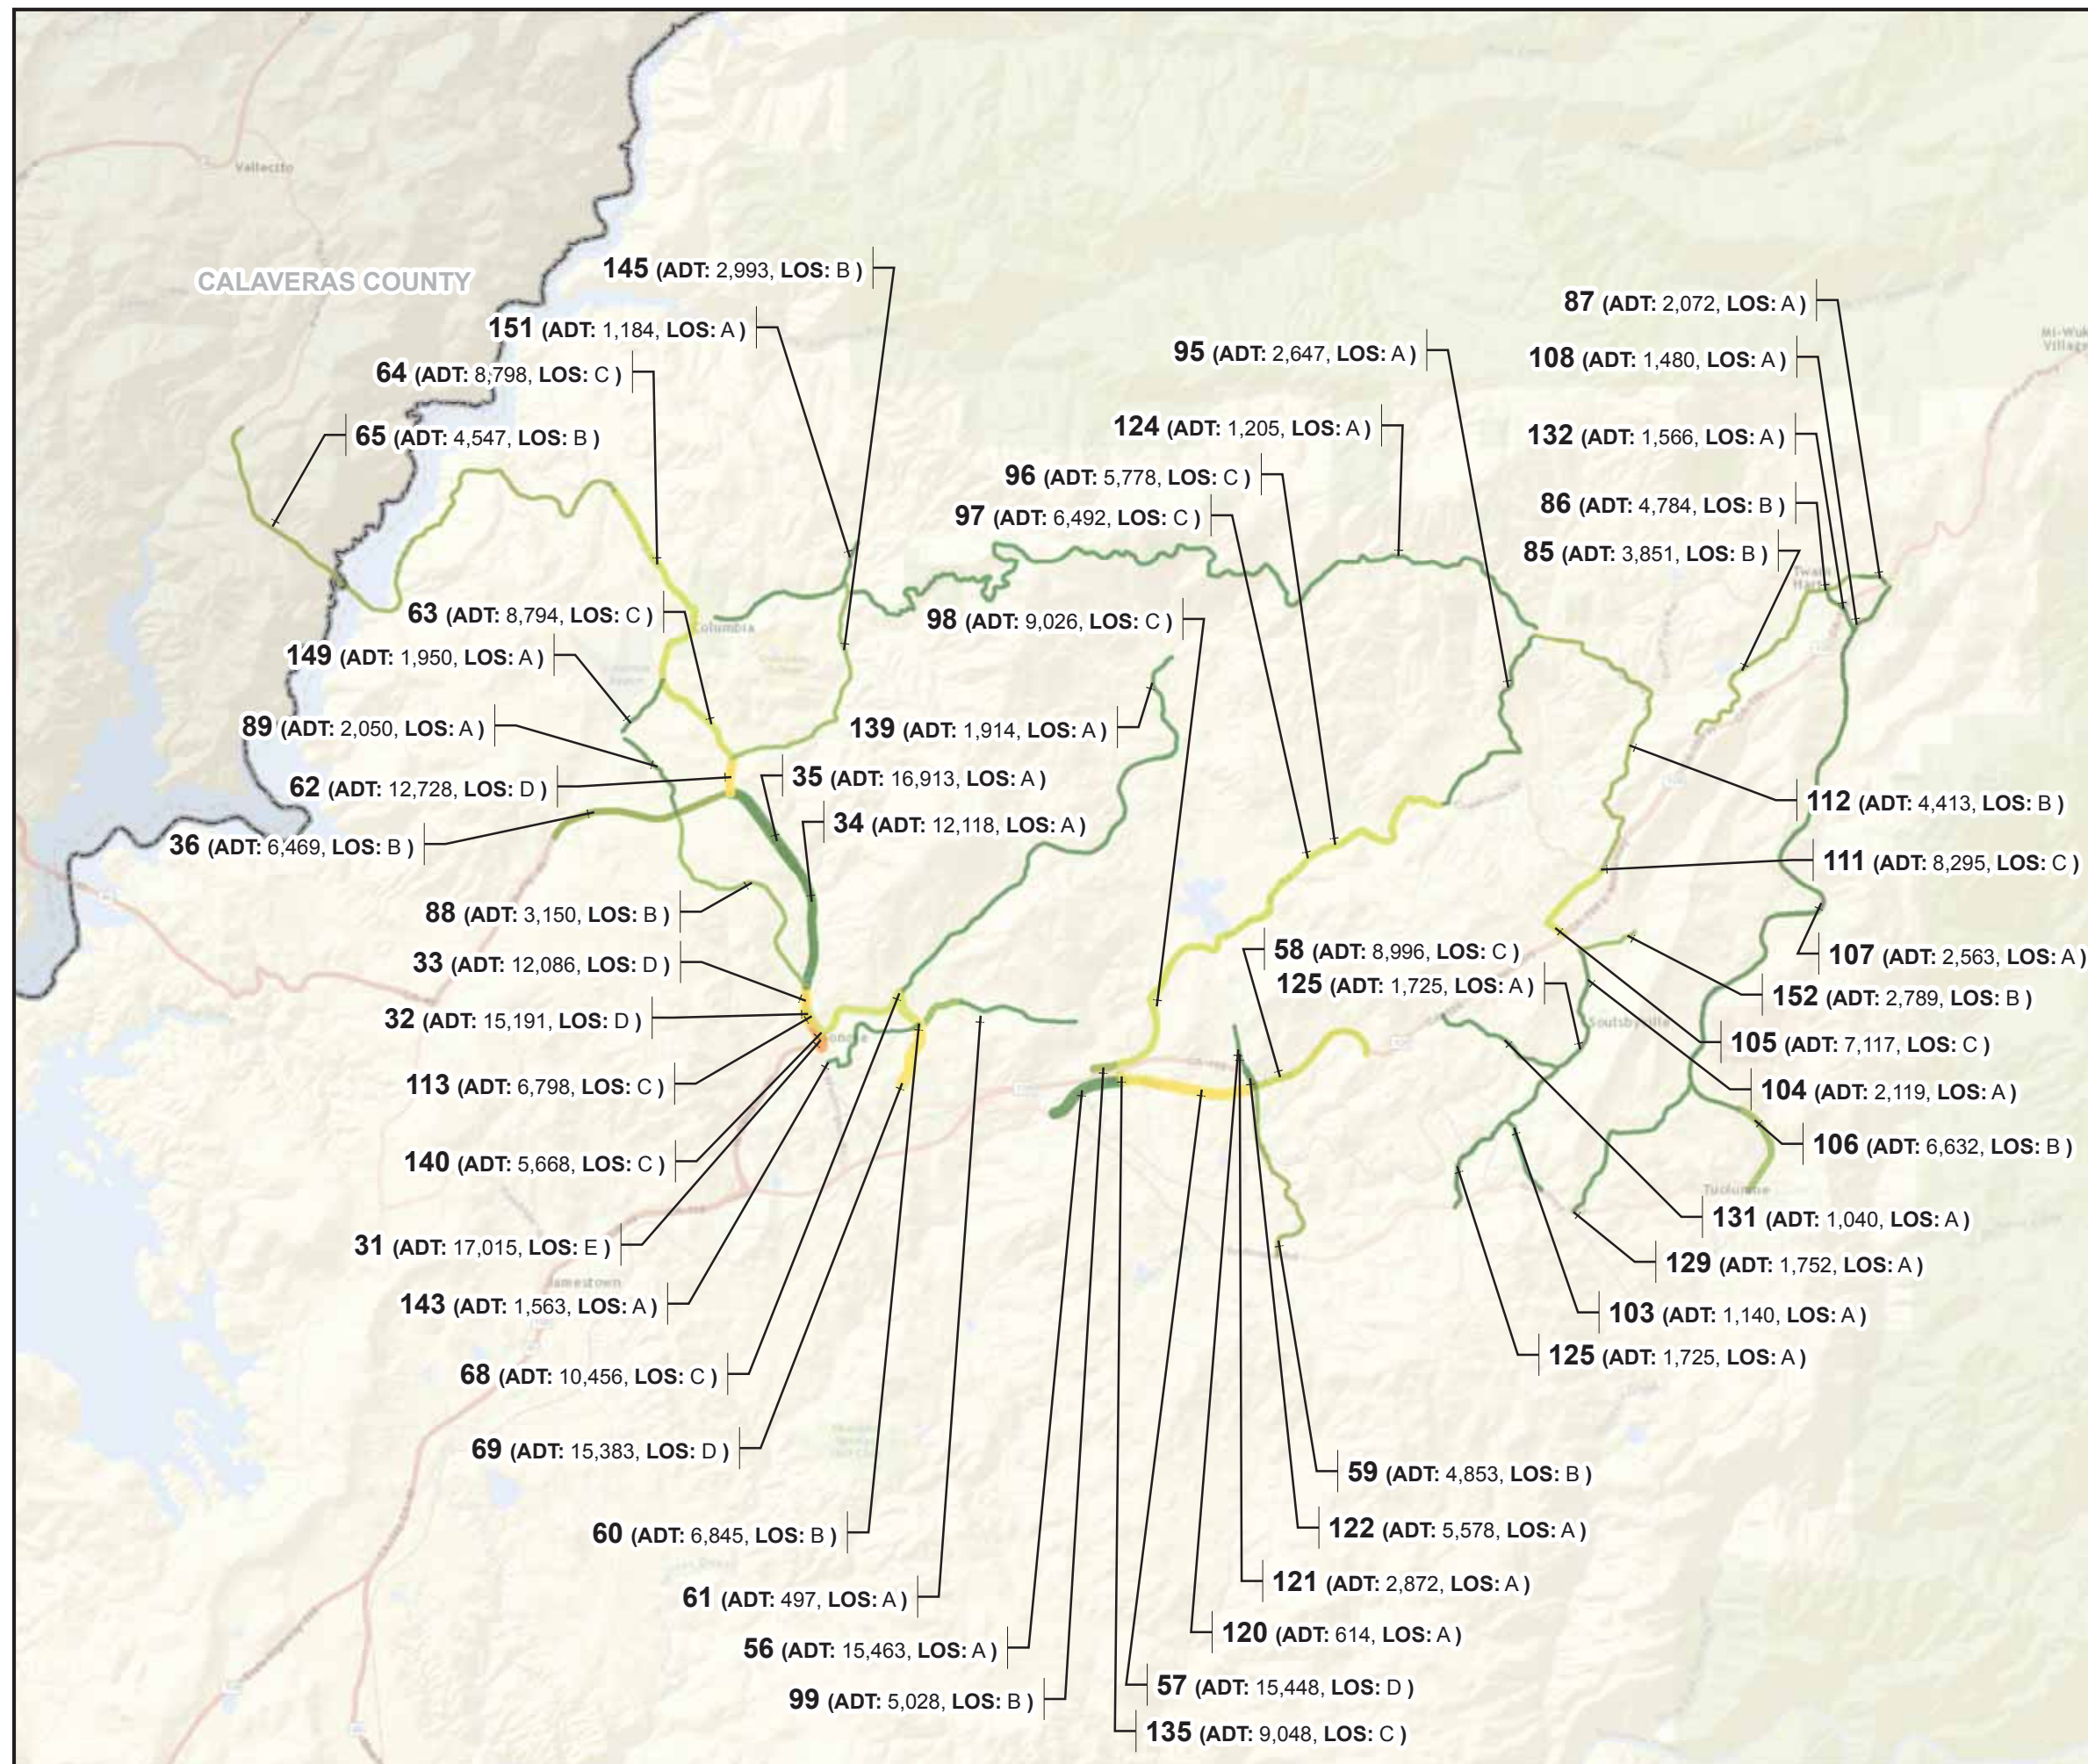 Vallecito
CALAVERAS COUNTY
145 (ADT: 2,993, LOS: B )
87 (ADT: 2,072, LOS: A )
151 (ADT: 1,184, LOS: A )
Mi-Wuk
Village
95 (ADT: 2,647, LOS: A )
108 (ADT: 1,480, LOS: A )
64 (ADT: 8,798, LOS: C )
65 (ADT: 4,547, LOS: B )
124 (ADT: 1,205, LOS: A )
132 (ADT: 1,566, LOS: A )
96 (ADT: 5,778, LOS: C )
97 (ADT: 6,492, LOS: C )
86 (ADT: 4,784, LOS: B )
85 (ADT: 3,851, LOS: B )
Twain
63 (ADT: 8,794, LOS: C )
Columbia
98 (ADT: 9,026, LOS: C )
149 (ADT: 1,950, LOS: A )
89 (ADT: 2,050, LOS: A )
139 (ADT: 1,914, LOS: A )
62 (ADT: 12,728, LOS: D )
35 (ADT: 16,913, LOS: A )
112 (ADT: 4,413, LOS: B )
34 (ADT: 12,118, LOS: A )
36 (ADT: 6,469, LOS: B )
111 (ADT: 8,295, LOS: C )
88 (ADT: 3,150, LOS: B )
33 (ADT: 12,086, LOS: D )
58 (ADT: 8,996, LOS: C )
107 (ADT: 2,563, LOS: A )
125 (ADT: 1,725, LOS: A )
152 (ADT: 2,789, LOS: B )
32 (ADT: 15,191, LOS: D )
Soulsbyville
105 (ADT: 7,117, LOS: C )
113 (ADT: 6,798, LOS: C )
104 (ADT: 2,119, LOS: A )
140 (ADT: 5,668, LOS: C )
106 (ADT: 6,632, LOS: B )
Tuolumne
131 (ADT: 1,040, LOS: A )
31 (ADT: 17,015, LOS: E )
129 (ADT: 1,752, LOS: A )
Jamestown
143 (ADT: 1,563, LOS: A )
103 (ADT: 1,140, LOS: A )
125 (ADT: 1,725, LOS: A )
68 (ADT: 10,456, LOS: C )
69 (ADT: 15,383, LOS: D )
59 (ADT: 4,853, LOS: B )
60 (ADT: 6,845, LOS: B )
122 (ADT: 5,578, LOS: A )
121 (ADT: 2,872, LOS: A )
61 (ADT: 497, LOS: A )
120 (ADT: 614, LOS: A )
56 (ADT: 15,463, LOS: A )
57 (ADT: 15,448, LOS: D )
99 (ADT: 5,028, LOS: B )
135 (ADT: 9,048, LOS: C )